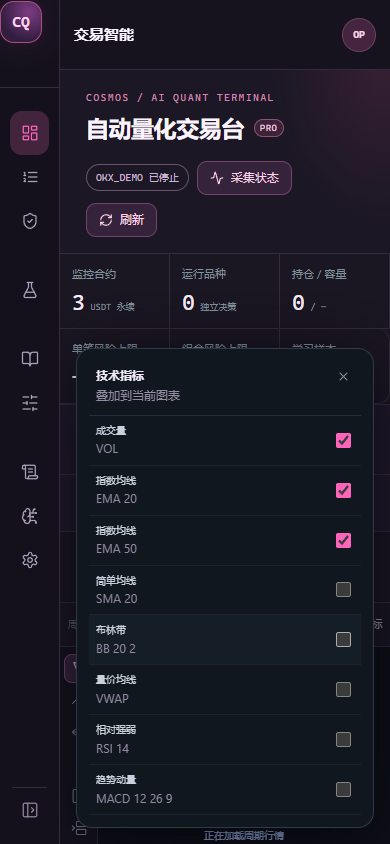 CQ
交易智能
OP
COSMOS / AI QUANT TERMINAL
自动量化交易台 PRO
OKX_DEMO 已停止 采集状态
刷新
监控合约 运行品种 持仓 / 容量
3 USDT 永续 0 独立决策 0 / –
技术指标
叠加到当前图表
成交量
VOL
指数均线
EMA 20
指数均线
EMA 50
简单均线
SMA 20
布林带
BB 20 2
量价均线
VWAP
相对强弱
RSI 14
趋势动量
MACD 12 26 9
正在加载周期行情